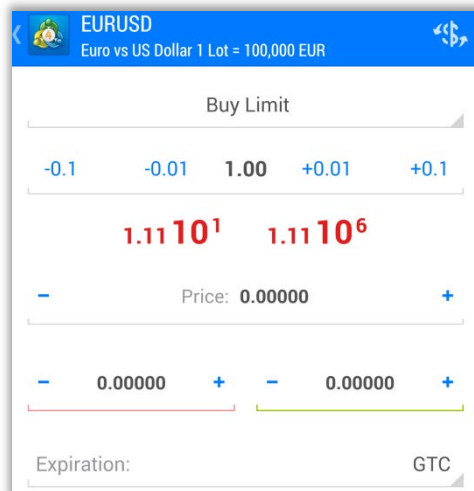 EURUSD
Euro vs US Dollar 1 Lot = 100,000 EUR
Buy Limit
-0.1 -0.01 1.00 +0.01 +0.1
1.11101 1.11106
- Price: 0.00000 +
- 0.00000 + - 0.00000 +
Expiration: GTC